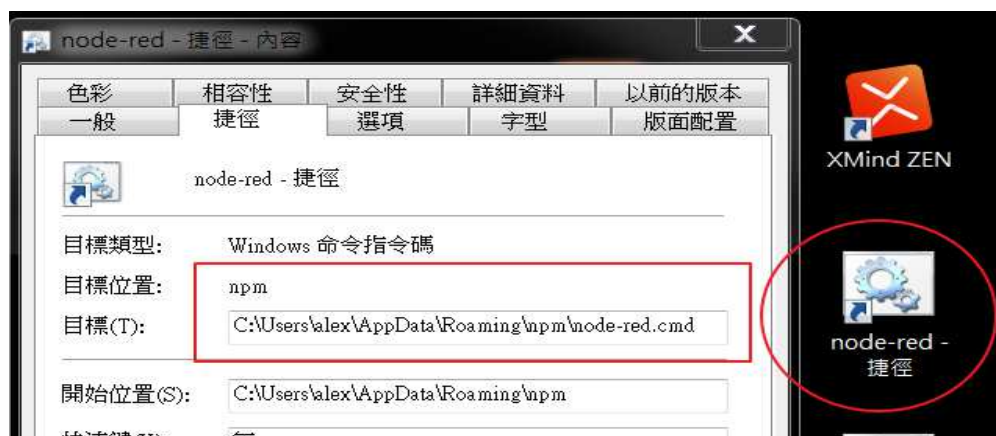 node-red - 捷徑 - 內容
色彩 相容性 安全性 詳細資料 以前的版本
一般 捷徑 選項 字型 版面配置
node-red - 捷徑
目標類型: Windows 命令指令碼
目標位置: npm
目標(T): C:\Users\alex\AppData\Roaming\npm\node-red.cmd
開始位置(S): C:\Users\alex\AppData\Roaming\npm
XMind ZEN
node-red -
捷徑